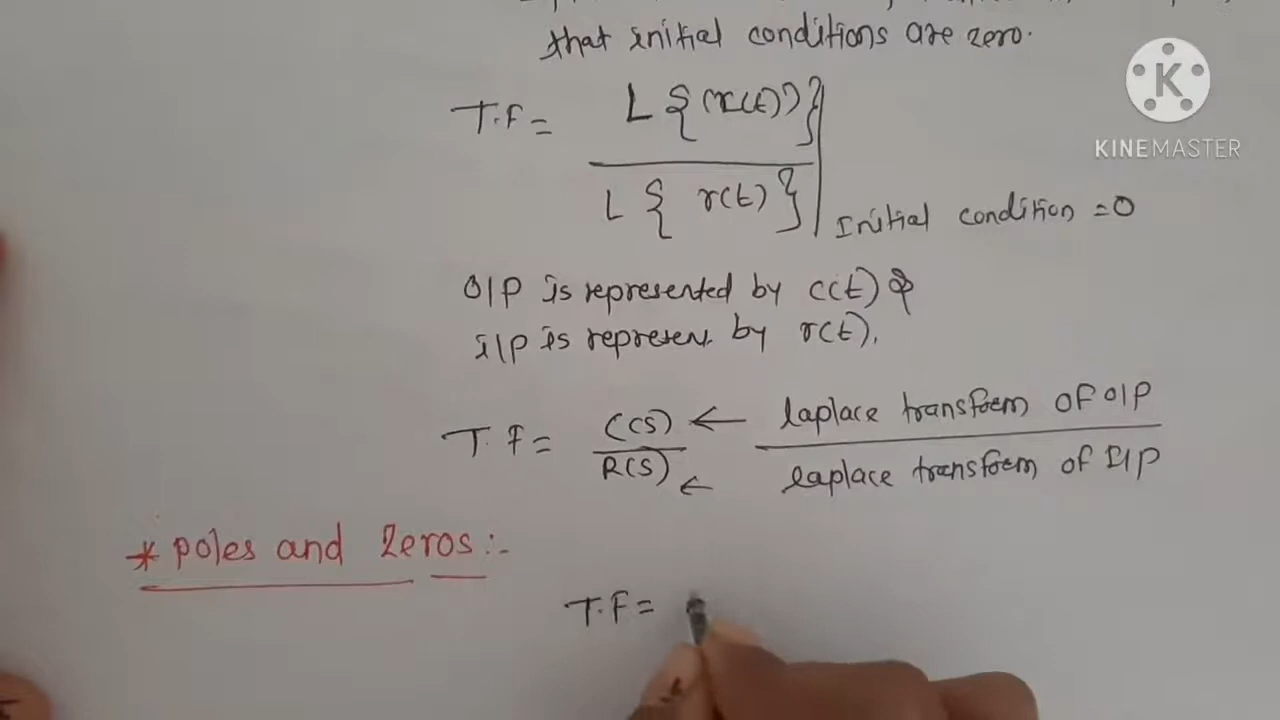 that initial conditions are zero.
T.F =
L { (r(t)) }
L { r(t) }
Initial condition = 0
O/P is represented by c(t) &
i/p is represent by r(t).
T.F = C(S) ← laplace transform of O/P
R(S) ← laplace transform of I/P
* poles and zeros :-
T.F =
K
KINEMASTER